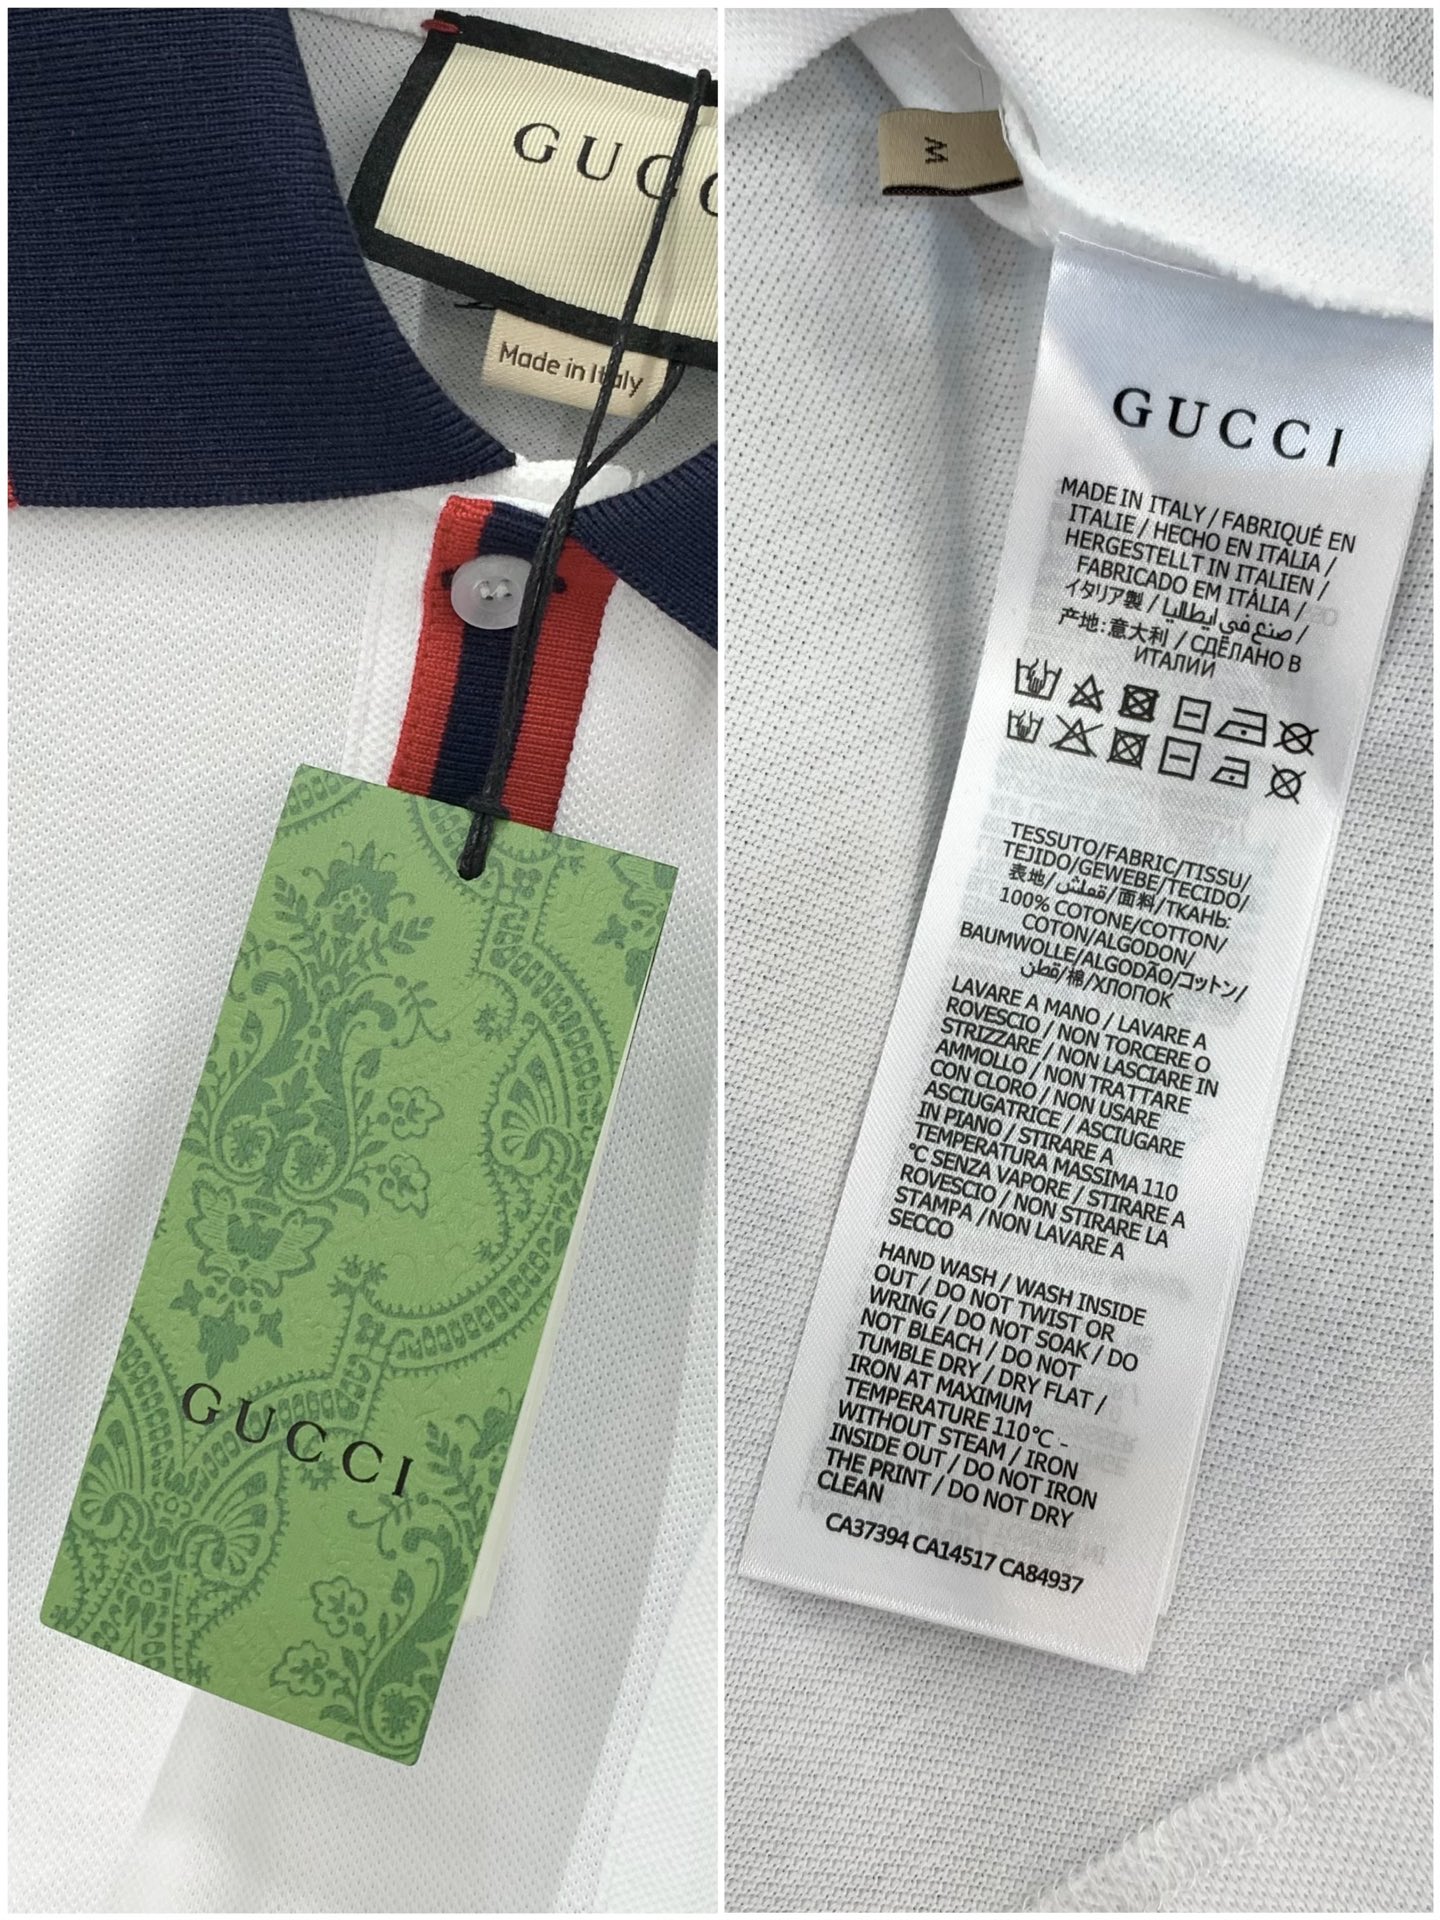 GUCC
Made in Italy
GUCCI
M
GUCCI
MADE IN ITALY / FABRIQUÉ EN
ITALIE / HECHO EN ITALIA /
HERGESTELLT IN ITALIEN /
FABRICADO EM ITÁLIA /
イタリア製 / صنع في ايطاليا /
产地:意大利 / СДЕЛАНО В
ИТАЛИИ
TESSUTO/FABRIC/TISSU/
TEJIDO/GEWEBE/TECIDO/
表地/قماش/面料/ТКАНЬ:
100% COTONE/COTTON/
COTON/ALGODON/
BAUMWOLLE/ALGODÃO/コットン/
قطن/棉/ХЛОПОК
LAVARE A MANO / LAVARE A
ROVESCIO / NON TORCERE O
STRIZZARE / NON LASCIARE IN
AMMOLLO / NON TRATTARE
CON CLORO / NON USARE
ASCIUGATRICE / ASCIUGARE
IN PIANO / STIRARE A
TEMPERATURA MASSIMA 110
°C SENZA VAPORE / STIRARE A
ROVESCIO / NON STIRARE LA
STAMPA /NON LAVARE A
SECCO
HAND WASH / WASH INSIDE
OUT / DO NOT TWIST OR
WRING / DO NOT SOAK / DO
NOT BLEACH / DO NOT
TUMBLE DRY / DRY FLAT /
IRON AT MAXIMUM
TEMPERATURE 110°C -
WITHOUT STEAM / IRON
INSIDE OUT / DO NOT IRON
THE PRINT / DO NOT DRY
CLEAN
CA37394 CA14517 CA84937